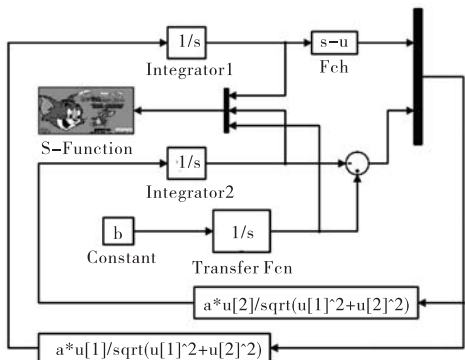 1/s
Integrator1
s-u
Fch
S-Function
1/s
Integrator2
b
Constant
1/s
Transfer Fcn
a*u[2]/sqrt(u[1]^2+u[2]^2)
a*u[1]/sqrt(u[1]^2+u[2]^2)